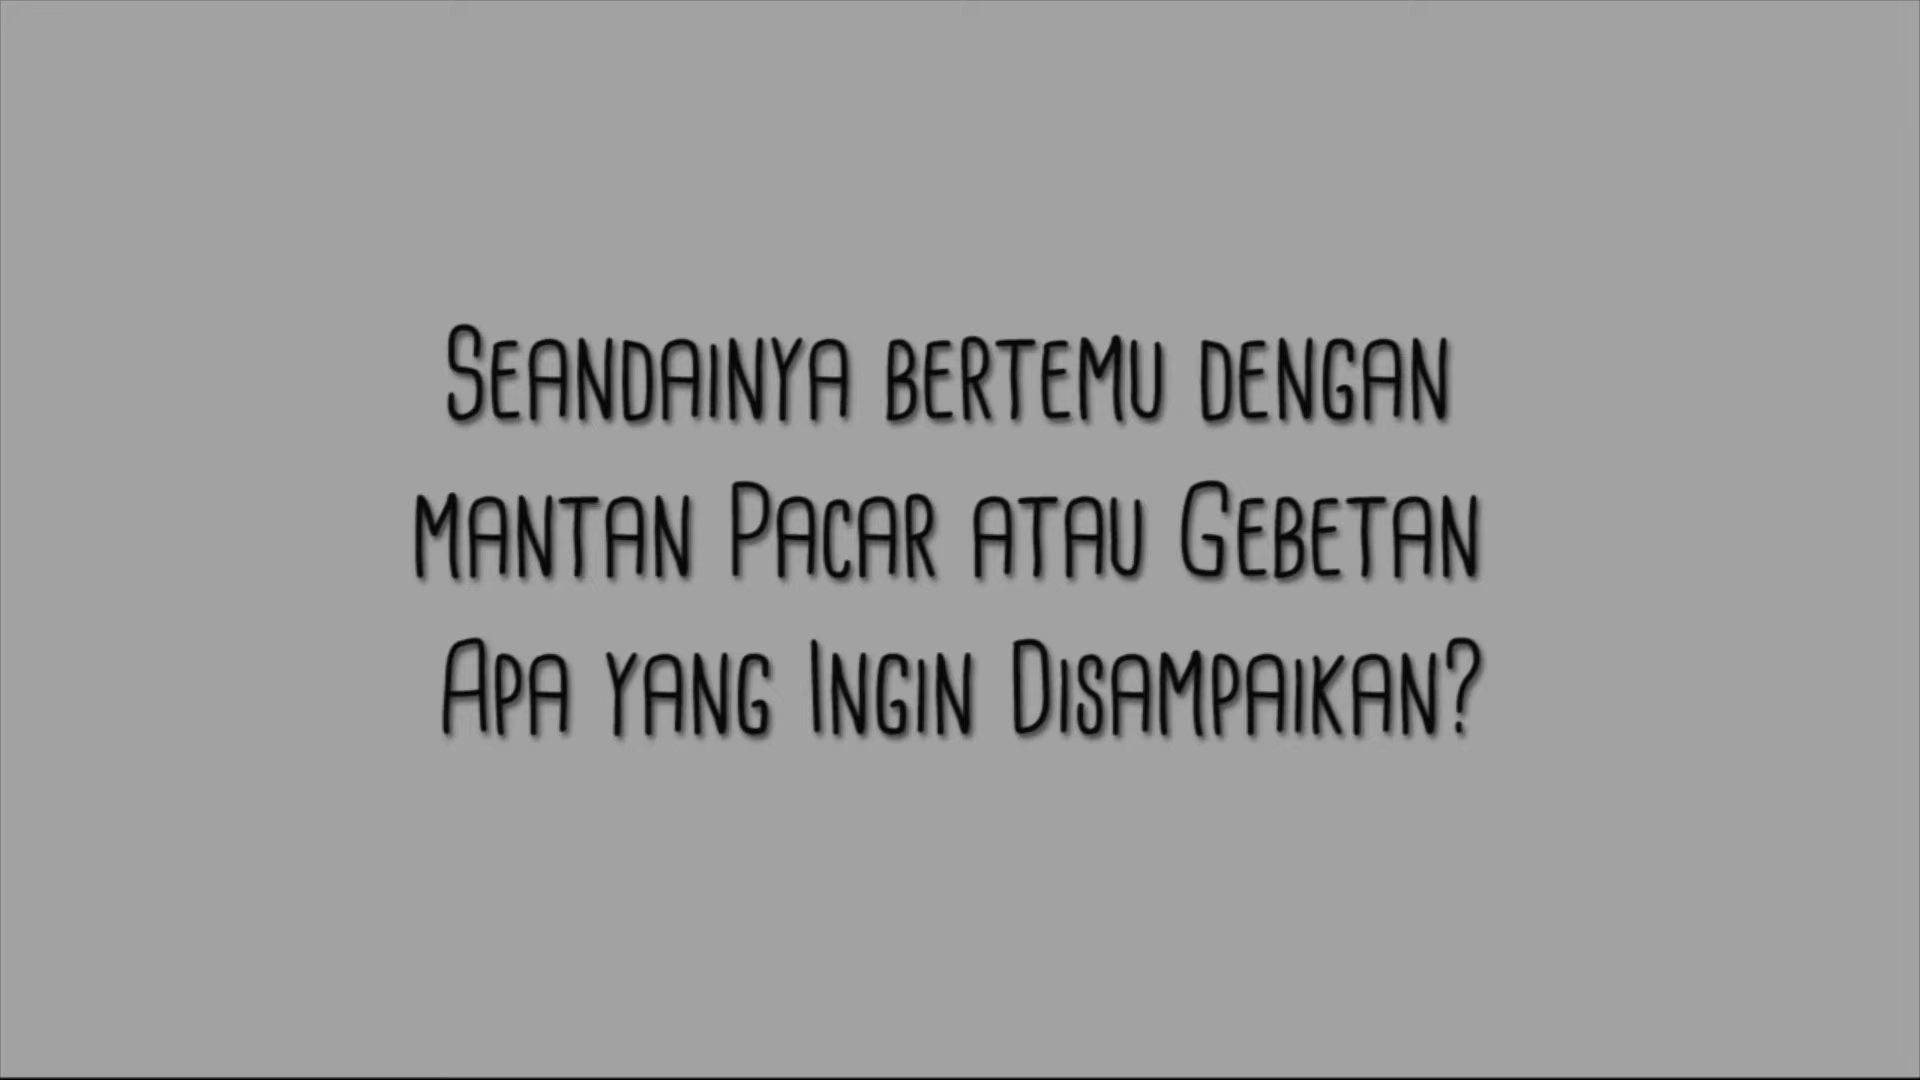 Seandainya bertemu dengan
mantan Pacar atau Gebetan
Apa yang Ingin Disampaikan?